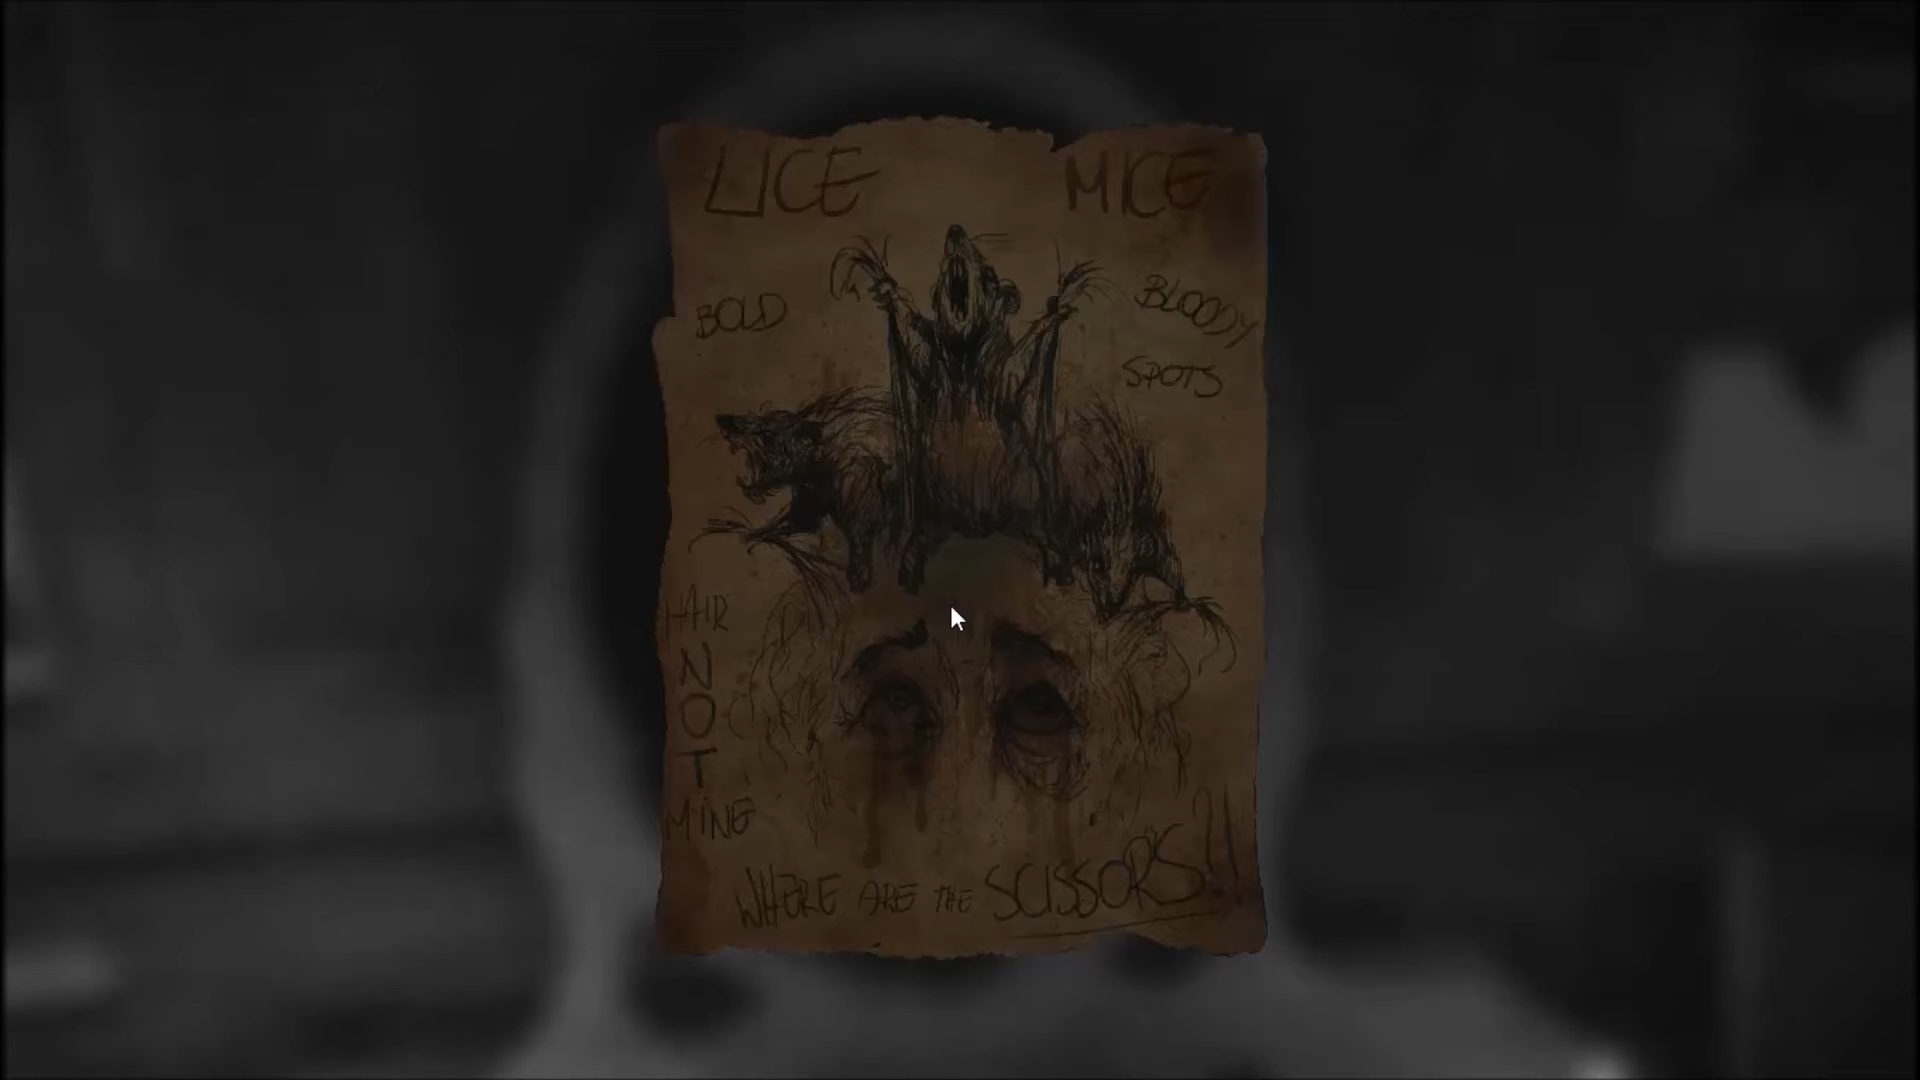 LICE MICE
BOLD
BLOODY
SPOTS
HAIR
NOT
MINE
WHERE ARE THE SCISSORS?!!